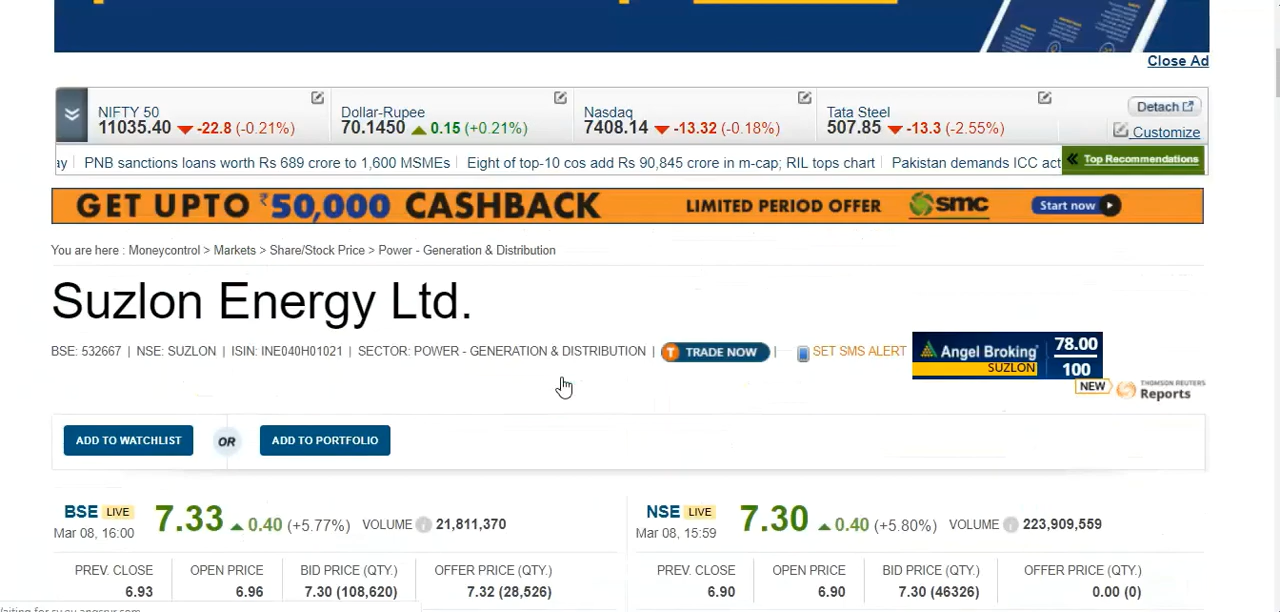 Close Ad
NIFTY 50
11035.40 -22.8 (-0.21%)
Dollar-Rupee
70.1450 0.15 (+0.21%)
Nasdaq
7408.14 -13.32 (-0.18%)
Tata Steel
507.85 -13.3 (-2.55%)
Detach
Customize
ay | PNB sanctions loans worth Rs 689 crore to 1,600 MSMEs | Eight of top-10 cos add Rs 90,845 crore in m-cap; RIL tops chart | Pakistan demands ICC act
Top Recommendations
GET UPTO ₹50,000 CASHBACK LIMITED PERIOD OFFER smc Start now
You are here : Moneycontrol > Markets > Share/Stock Price > Power - Generation & Distribution
Suzlon Energy Ltd.
BSE: 532667 | NSE: SUZLON | ISIN: INE040H01021 | SECTOR: POWER - GENERATION & DISTRIBUTION | T TRADE NOW | SET SMS ALERT
Angel Broking 78.00
SUZLON 100
NEW THOMSON REUTERS
Reports
ADD TO WATCHLIST OR ADD TO PORTFOLIO
BSE LIVE
Mar 08, 16:00
7.33 0.40 (+5.77%) VOLUME 21,811,370
NSE LIVE
Mar 08, 15:59
7.30 0.40 (+5.80%) VOLUME 223,909,559
PREV. CLOSE OPEN PRICE BID PRICE (QTY.) OFFER PRICE (QTY.)
6.93 6.96 7.30 (108,620) 7.32 (28,526)
PREV. CLOSE OPEN PRICE BID PRICE (QTY.) OFFER PRICE (QTY.)
6.90 6.90 7.30 (46326) 0.00 (0)